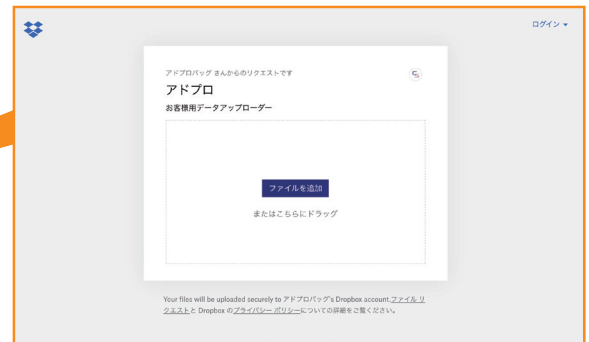 ログイン
アドプロバッグ さんからのリクエストです
アドプロ
お客様用データアップローダー
ファイルを追加
またはこちらにドラッグ
Your files will be uploaded securely to アドプロバッグ's Dropbox account.ファイル リ
クエストと Dropbox のプライバシー ポリシーについての詳細をご覧ください。